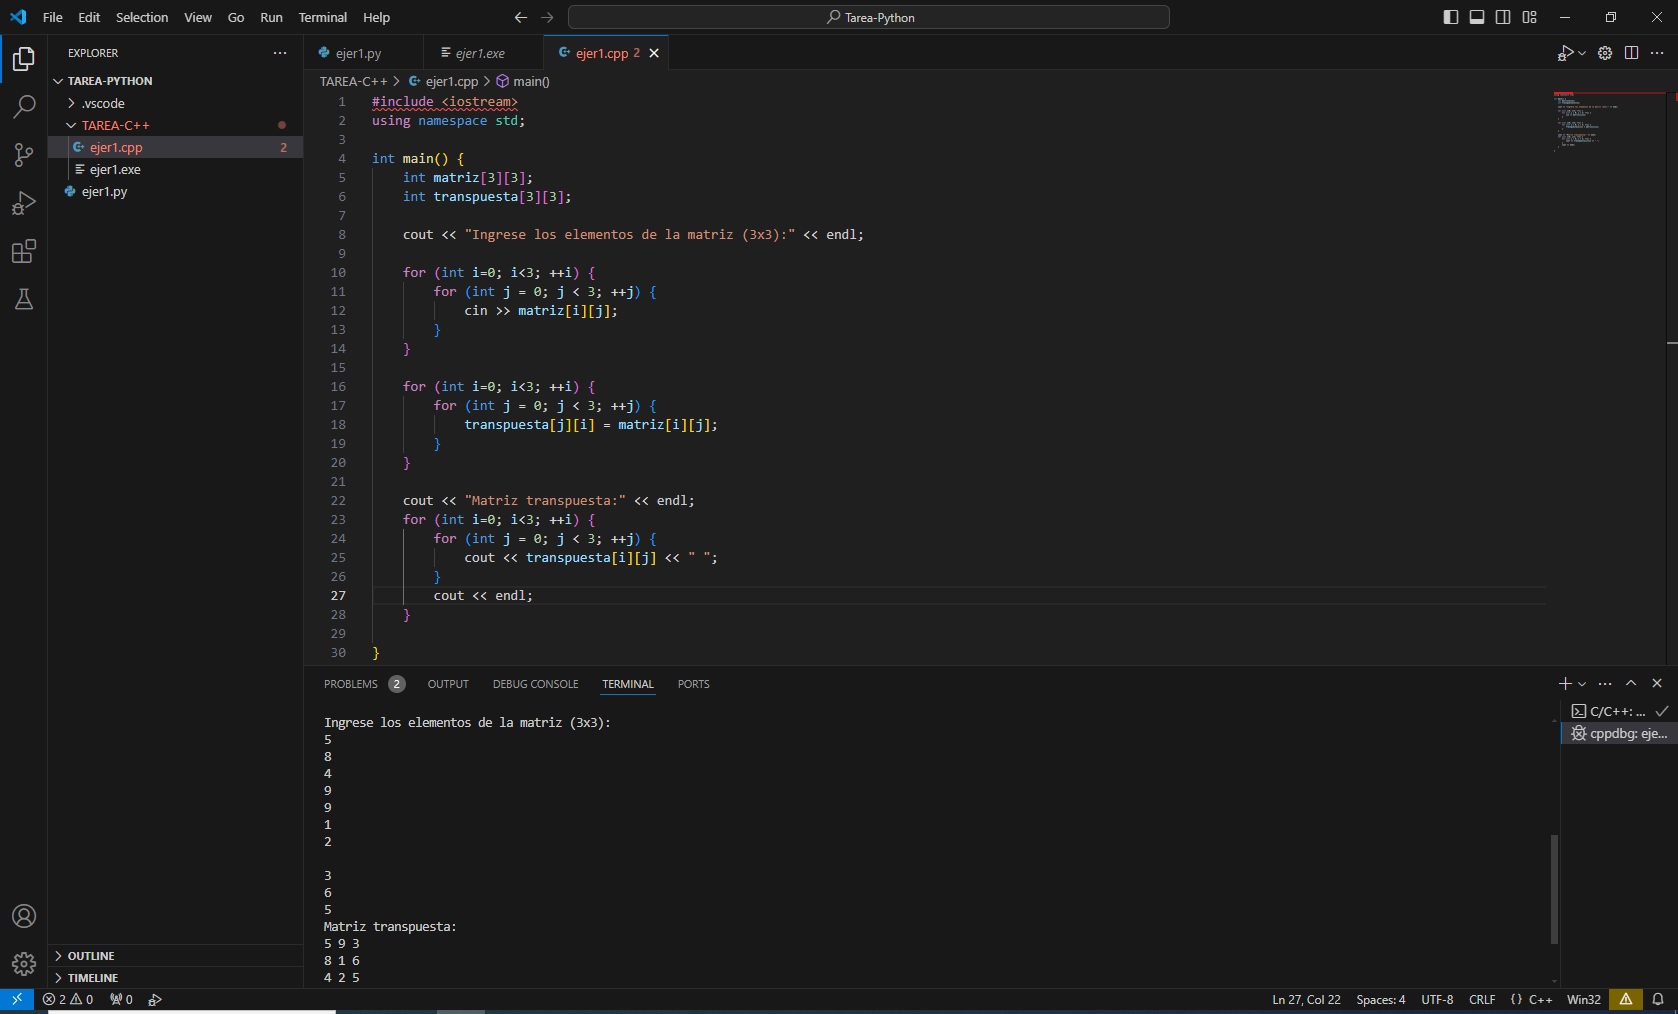 File Edit Selection View Go Run Terminal Help
Tarea-Python
EXPLORER
TAREA-PYTHON
.vscode
TAREA-C++
ejer1.cpp 2
ejer1.exe
ejer1.py
OUTLINE
TIMELINE
ejer1.py ejer1.exe ejer1.cpp 2
TAREA-C++ > ejer1.cpp > main()
1 #include <iostream>
2 using namespace std;
3
4 int main() {
5 int matriz[3][3];
6 int transpuesta[3][3];
7
8 cout << "Ingrese los elementos de la matriz (3x3):" << endl;
9
10 for (int i=0; i<3; ++i) {
11 for (int j = 0; j < 3; ++j) {
12 cin >> matriz[i][j];
13 }
14 }
15
16 for (int i=0; i<3; ++i) {
17 for (int j = 0; j < 3; ++j) {
18 transpuesta[j][i] = matriz[i][j];
19 }
20 }
21
22 cout << "Matriz transpuesta:" << endl;
23 for (int i=0; i<3; ++i) {
24 for (int j = 0; j < 3; ++j) {
25 cout << transpuesta[i][j] << " ";
26 }
27 cout << endl;
28 }
29
30 }
PROBLEMS 2 OUTPUT DEBUG CONSOLE TERMINAL PORTS
Ingrese los elementos de la matriz (3x3):
5
8
4
9
9
1
2
3
6
5
Matriz transpuesta:
5 9 3
8 1 6
4 2 5
C/C++: ...
cppdbg: eje...
2 0 0 Ln 27, Col 22 Spaces: 4 UTF-8 CRLF {} C++ Win32